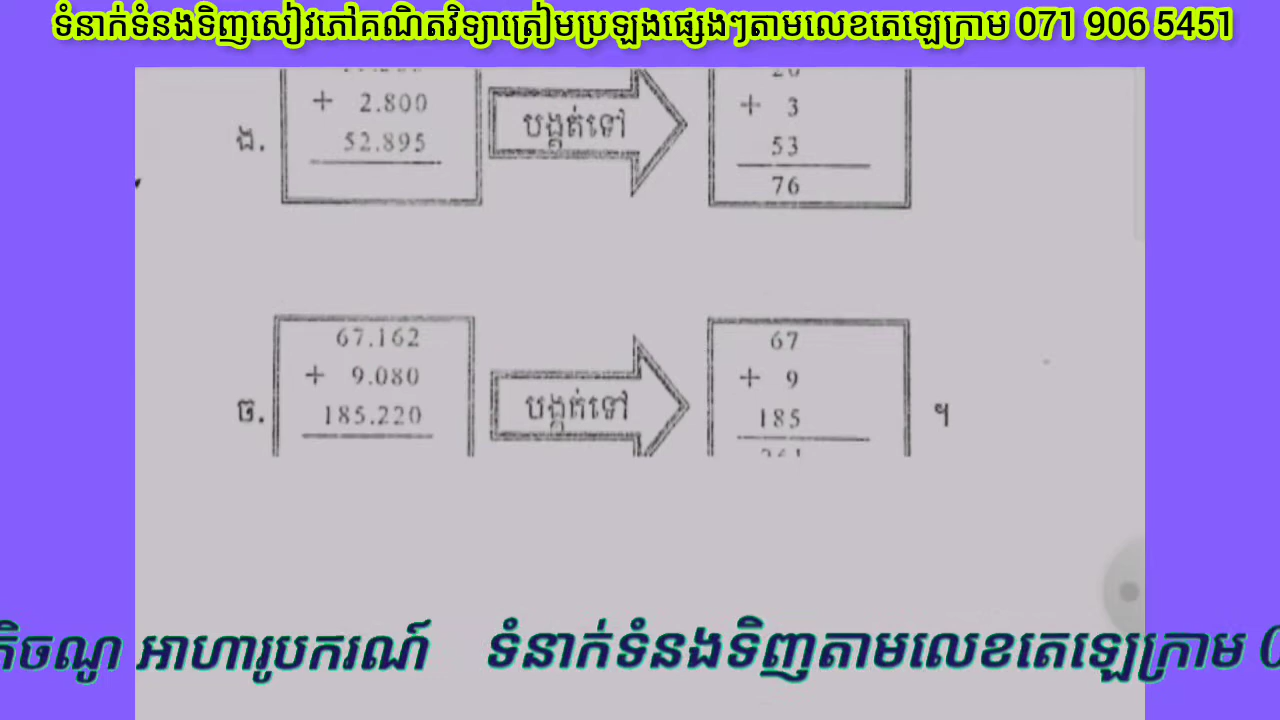 ទំនាក់ទំនងទិញសៀវភៅគណិតវិទ្យាត្រៀមប្រឡងផ្សេងៗតាមលេខតេឡេក្រាម 071 906 5451
+ 2.800
+ 3
ង.
52.895
បង្គត់ទៅ
53
76
67.162
67
+ 9.080
+ 9
ច.
185.220
បង្គត់ទៅ
185
។
អាហារូបករណ៍ ទំនាក់ទំនងទិញតាមលេខតេឡេក្រាម